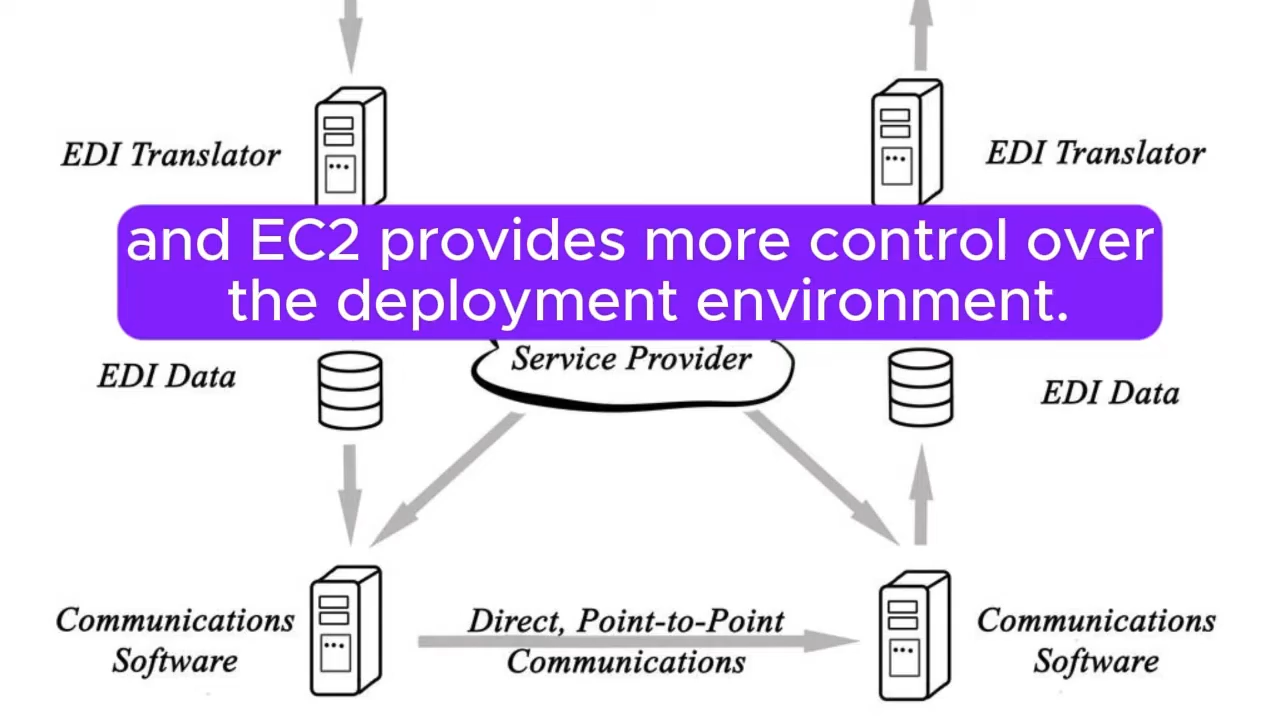 EDI Translator
EDI Translator
and EC2 provides more control over
the deployment environment.
Service Provider
EDI Data
EDI Data
Direct, Point-to-Point
Communications
Communications
Software
Communications
Software